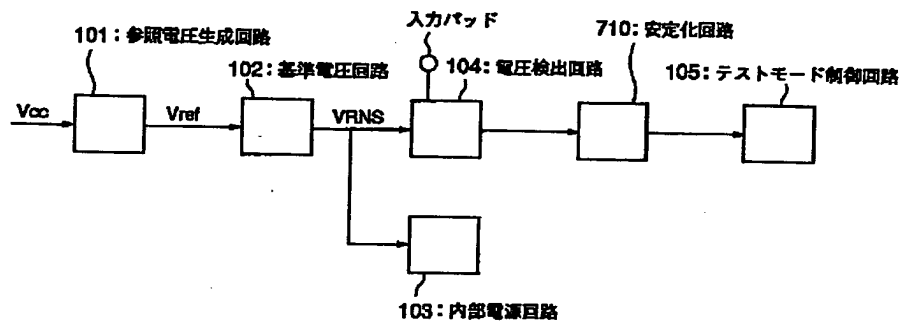 入力パッド
101：参照電圧生成回路
710：安定化回路
102：基準電圧回路
104：電圧検出回路
105：テストモード制御回路
Vcc
Vref
VRNS
103：内部電源回路